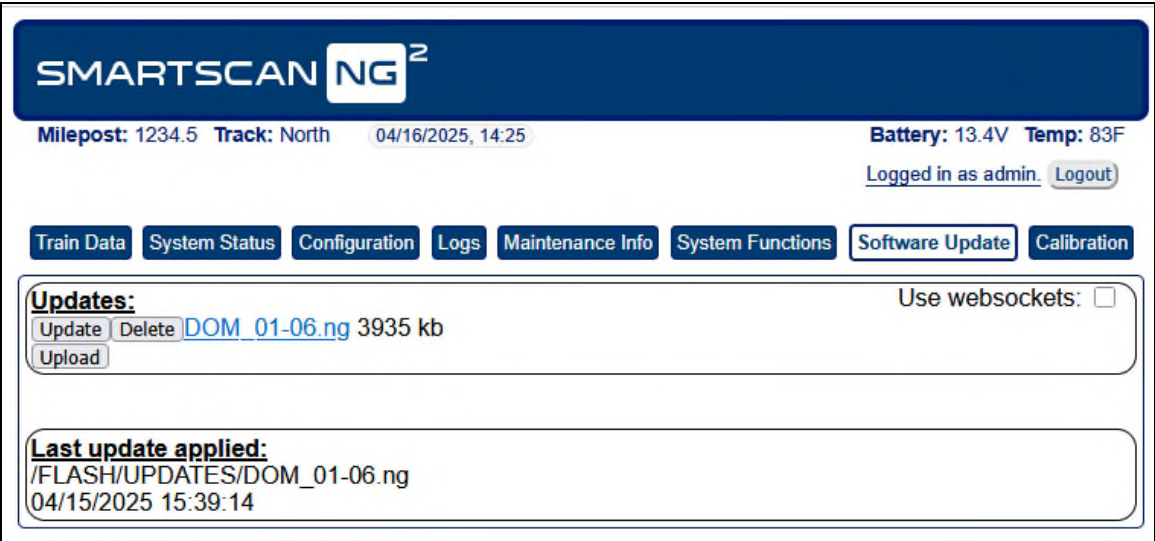 SMARTSCAN NG2
Milepost: 1234.5 Track: North 04/16/2025, 14:25 Battery: 13.4V Temp: 83F
Logged in as admin. Logout
Train Data System Status Configuration Logs Maintenance Info System Functions Software Update Calibration
Updates: Use websockets:
Update Delete DOM_01-06.ng 3935 kb
Upload
Last update applied:
/FLASH/UPDATES/DOM_01-06.ng
04/15/2025 15:39:14